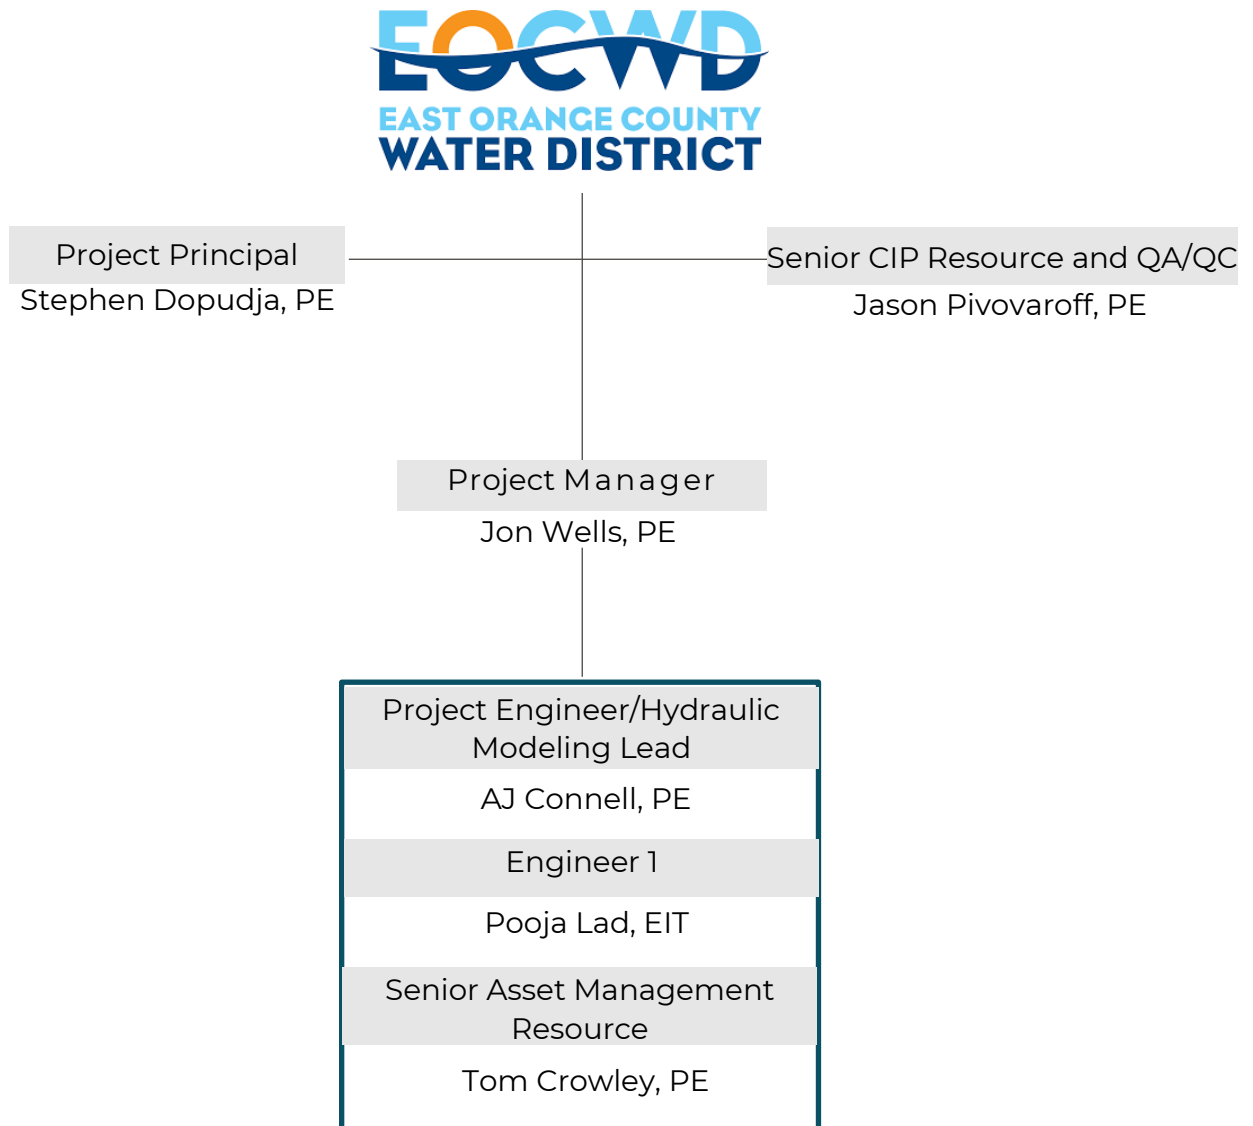 EOCWD
EAST ORANGE COUNTY
WATER DISTRICT
Project Principal
Stephen Dopudja, PE
Senior CIP Resource and QA/QC
Jason Pivovaroff, PE
Project Manager
Jon Wells, PE
Project Engineer/Hydraulic
Modeling Lead
AJ Connell, PE
Engineer 1
Pooja Lad, EIT
Senior Asset Management
Resource
Tom Crowley, PE